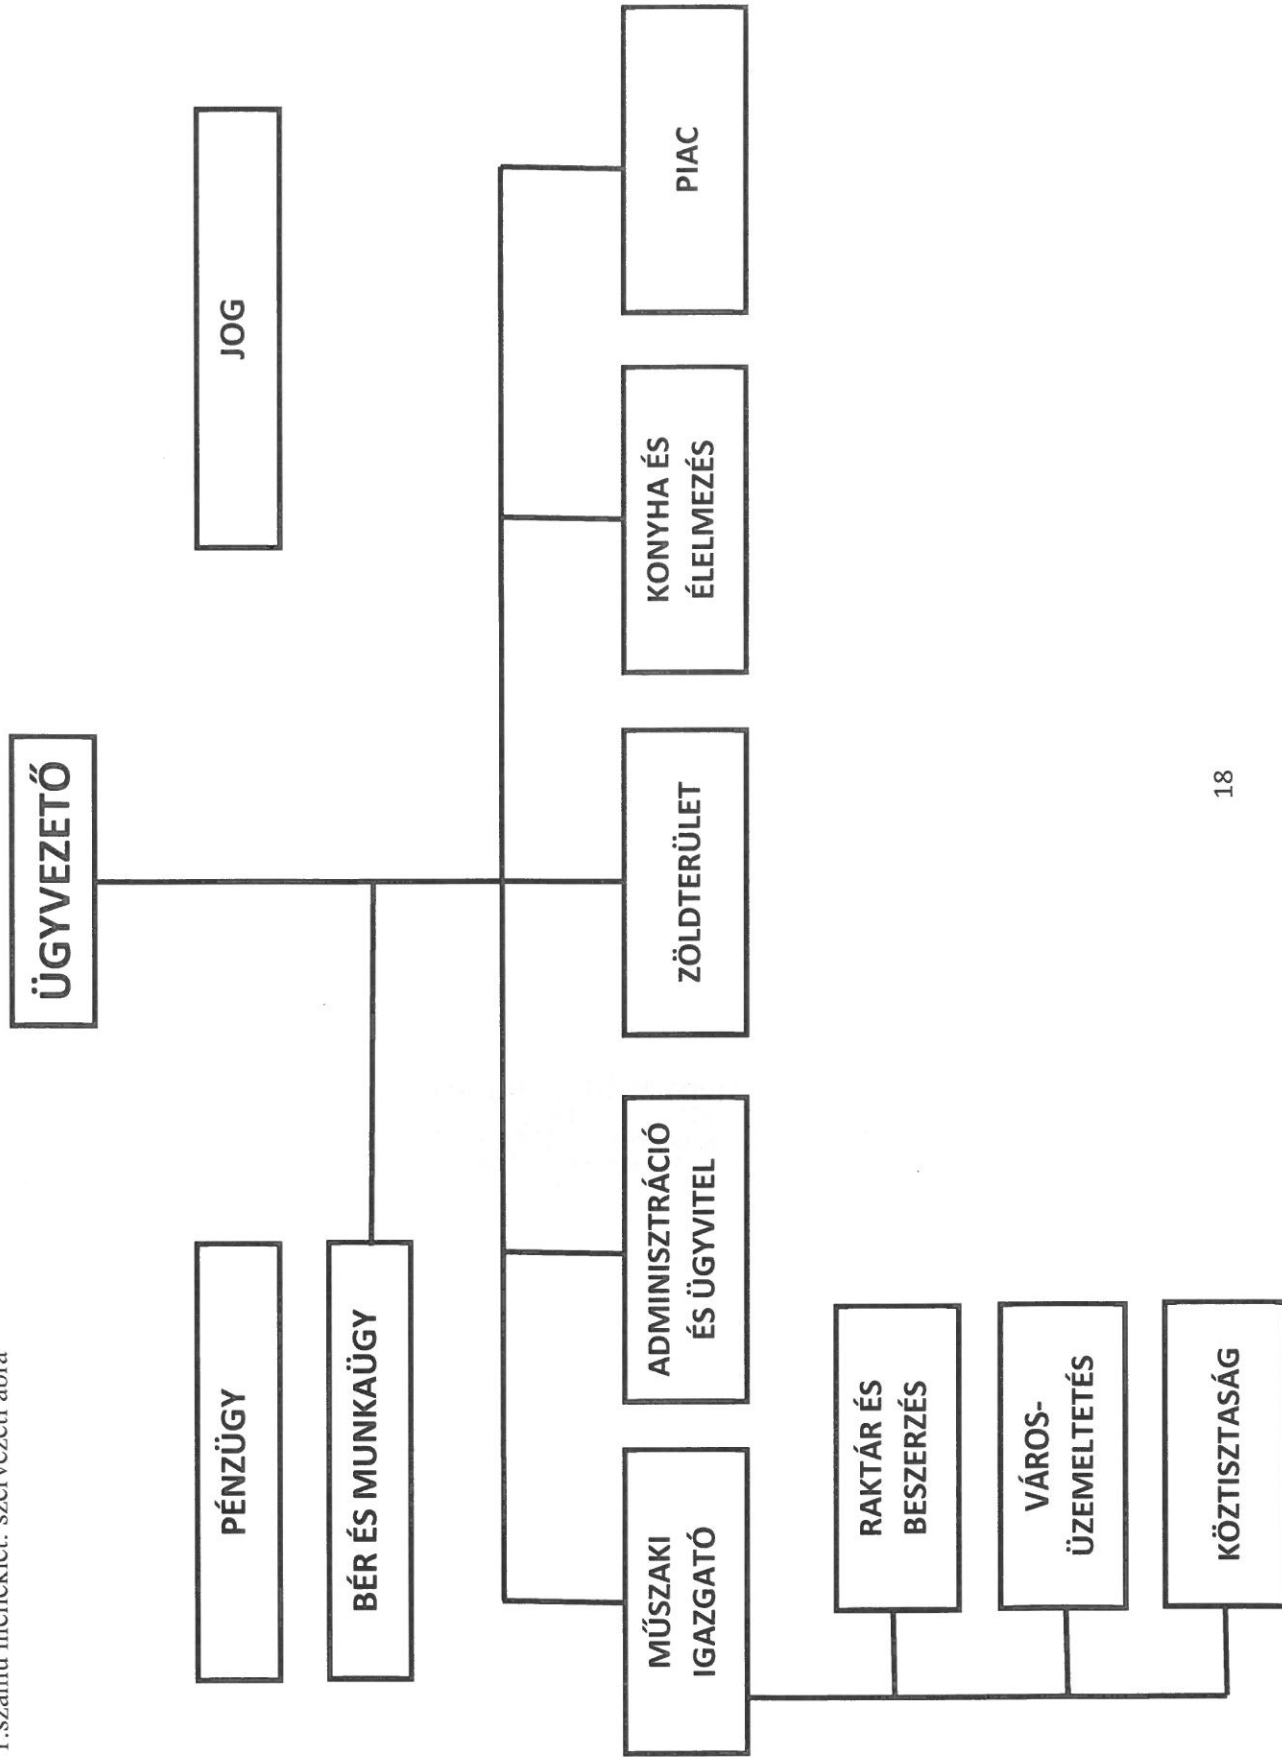 1.számú melléklet: szervezeti ábra
ÜGYVEZETŐ
PÉNZÜGY
JOG
BÉR ÉS MUNKAÜGY
MŰSZAKI
IGAZGATÓ
ADMINISZTRÁCIÓ
ÉS ÜGYVITEL
ZÖLDTERÜLET
KONYHA ÉS
ÉLELMEZÉS
PIAC
RAKTÁR ÉS
BESZERZÉS
VÁROS-
ÜZEMELTETÉS
KÖZTISZTASÁG
18